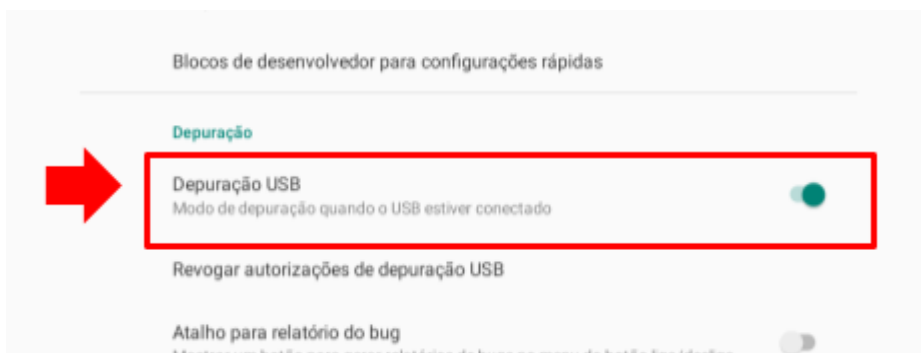 Blocos de desenvolvedor para configurações rápidas
Depuração
Depuração USB
Modo de depuração quando o USB estiver conectado
Revogar autorizações de depuração USB
Atalho para relatório do bug